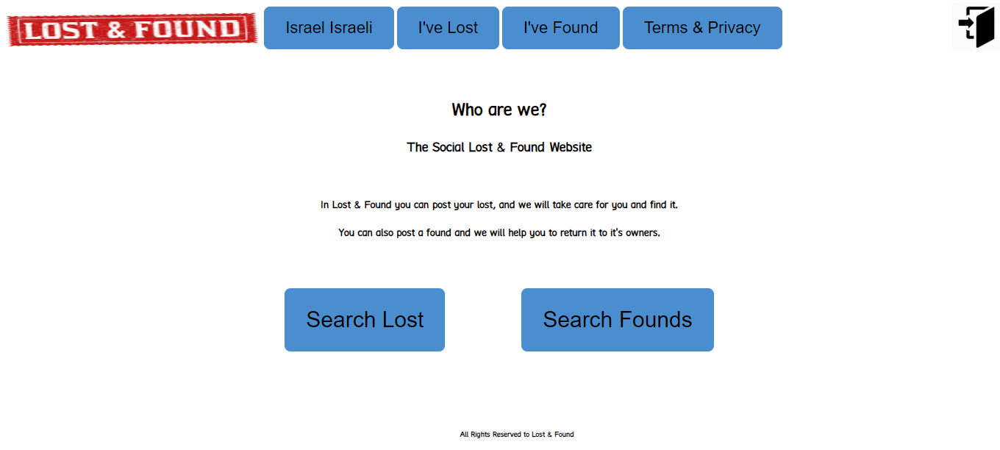 LOST & FOUND
Israel Israeli
I've Lost
I've Found
Terms & Privacy
Who are we?
The Social Lost & Found Website
In Lost & Found you can post your lost, and we will take care for you and find it.
You can also post a found and we will help you to return it to it's owners.
Search Lost
Search Founds
All Rights Reserved to Lost & Found